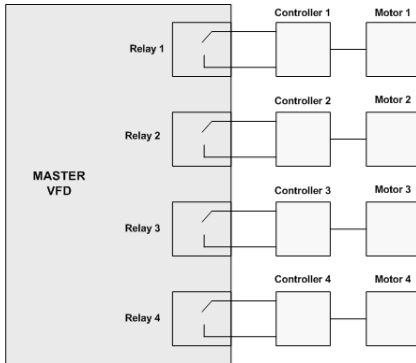 Controller 1 Motor 1
Relay 1
Controller 2 Motor 2
Relay 2
MASTER
VFD
Controller 3 Motor 3
Relay 3
Controller 4 Motor 4
Relay 4